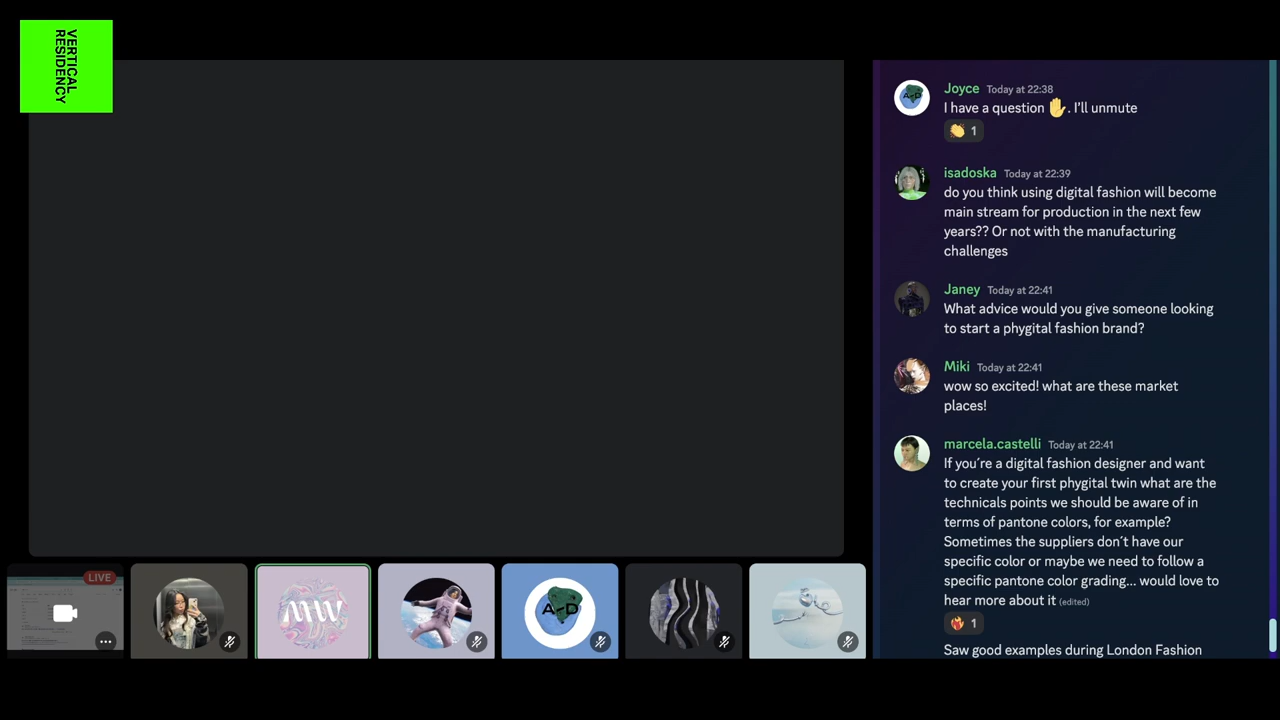 VERTICAL
RESIDENCY
Joyce Today at 22:38
I have a question ✋. I'll unmute
👏 1
isadoska Today at 22:39
do you think using digital fashion will become
main stream for production in the next few
years?? Or not with the manufacturing
challenges
Janey Today at 22:41
What advice would you give someone looking
to start a phygital fashion brand?
Miki Today at 22:41
wow so excited! what are these market
places!
marcela.castelli Today at 22:41
If you´re a digital fashion designer and want
to create your first phygital twin what are the
technicals points we should be aware of in
terms of pantone colors, for example?
Sometimes the suppliers don´t have our
specific color or maybe we need to follow a
specific pantone color grading... would love to
hear more about it (edited)
1
Saw good examples during London Fashion
LIVE
MW